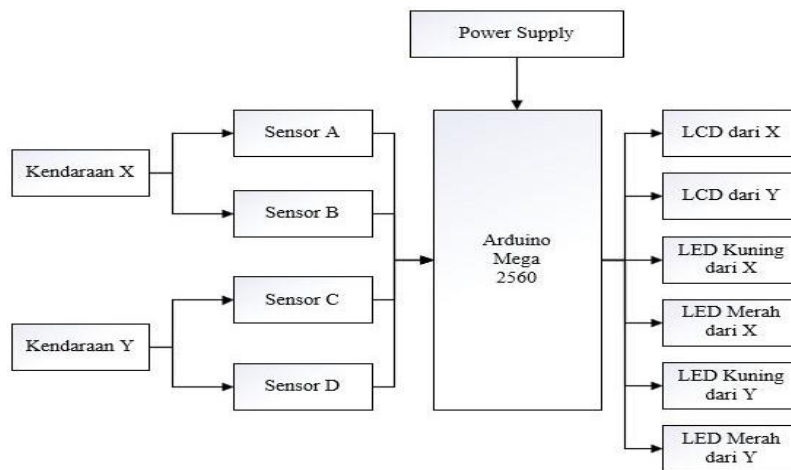 Power Supply
Kendaraan X
Kendaraan Y
Sensor A
Sensor B
Sensor C
Sensor D
Arduino
Mega
2560
LCD dari X
LCD dari Y
LED Kuning
dari X
LED Merah
dari X
LED Kuning
dari Y
LED Merah
dari Y